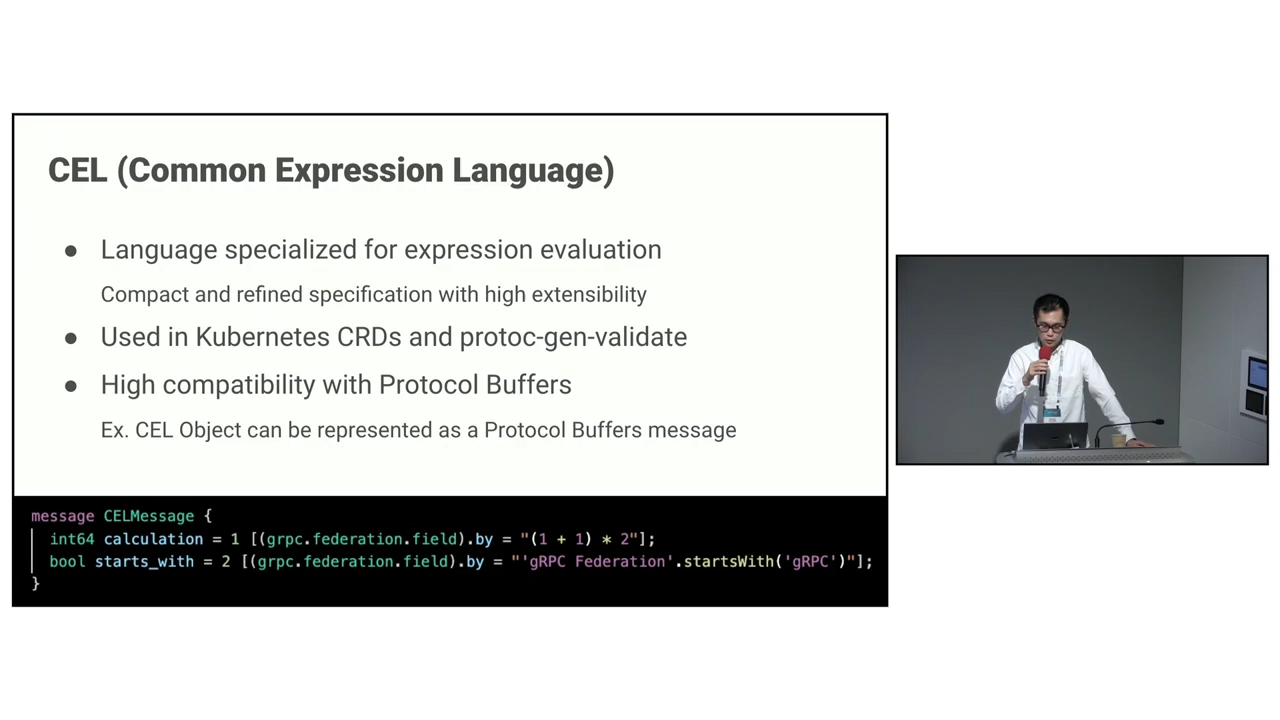 CEL (Common Expression Language)
● Language specialized for expression evaluation
Compact and refined specification with high extensibility
● Used in Kubernetes CRDs and protoc-gen-validate
● High compatibility with Protocol Buffers
Ex. CEL Object can be represented as a Protocol Buffers message
message CELMessage {
int64 calculation = 1 [(grpc.federation.field).by = "(1 + 1) * 2"];
bool starts_with = 2 [(grpc.federation.field).by = "'gRPC Federation'.startsWith('gRPC')"];
}